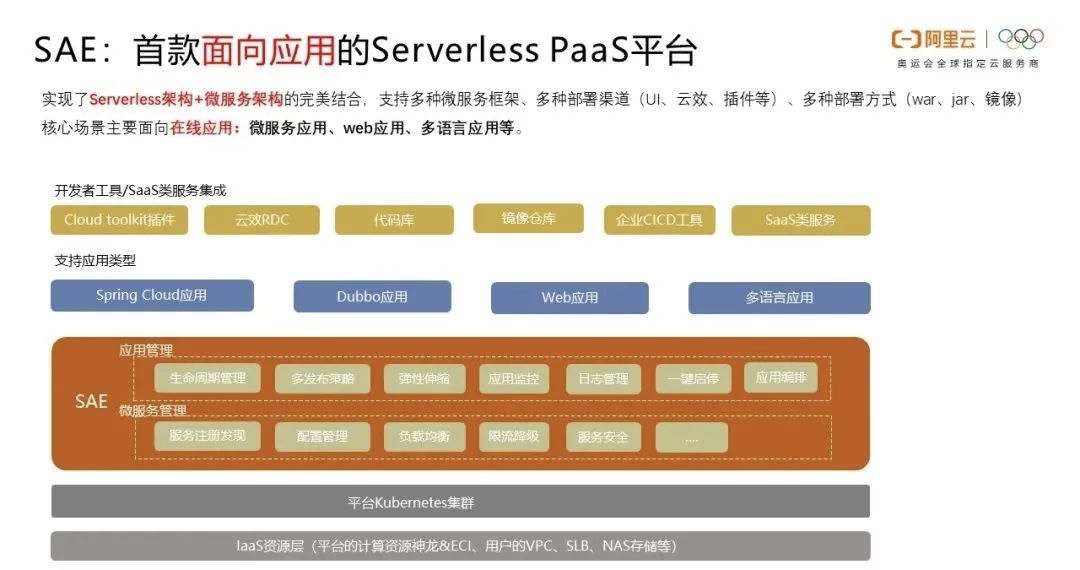 SAE：首款面向应用的Serverless PaaS平台
阿里云
奥运会全球指定云服务商
实现了Serverless架构+微服务架构的完美结合，支持多种微服务框架、多种部署渠道（UI、云效、插件等）、多种部署方式（war、jar、镜像）
核心场景主要面向在线应用：微服务应用、web应用、多语言应用等。
开发者工具/SaaS类服务集成
Cloud toolkit插件 云效RDC 代码库 镜像仓库 企业CICD工具 SaaS类服务
支持应用类型
Spring Cloud应用 Dubbo应用 Web应用 多语言应用
应用管理
生命周期管理 多发布策略 弹性伸缩 应用监控 日志管理 一键启停 应用编排
SAE
微服务管理
服务注册发现 配置管理 负载均衡 限流降级 服务安全 ....
平台Kubernetes集群
IaaS资源层（平台的计算资源神龙&ECI、用户的VPC、SLB、NAS存储等）